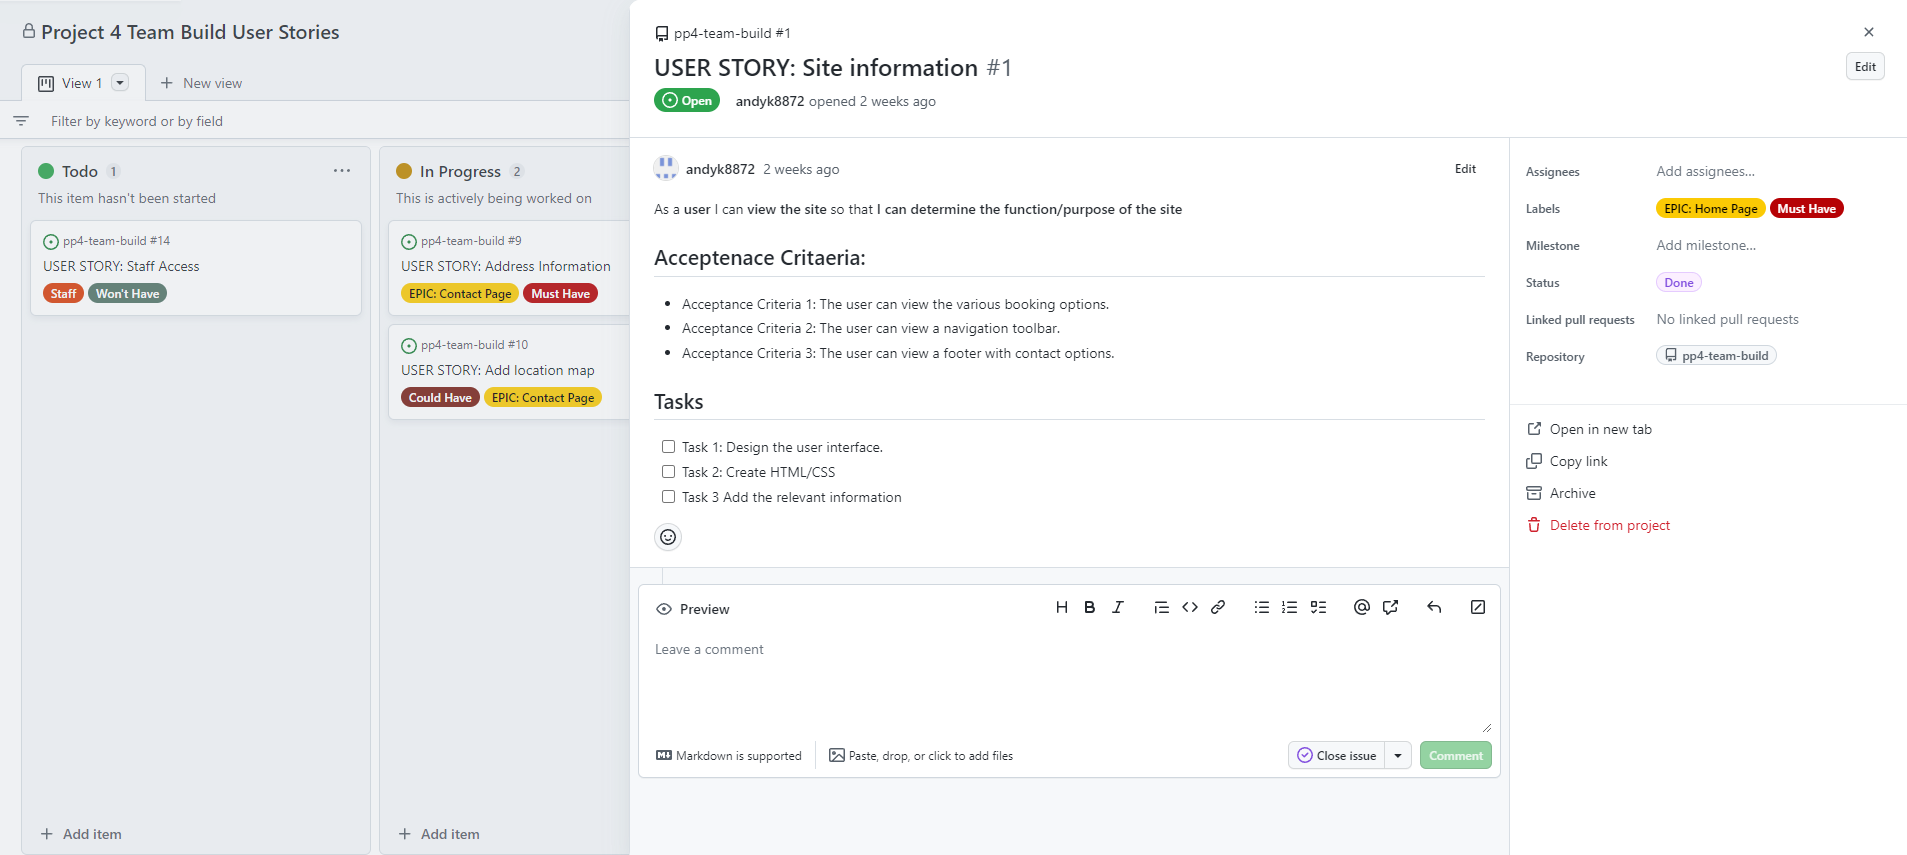 Project 4 Team Build User Stories
View 1
New view
Filter by keyword or by field
Todo 1
This item hasn't been started
pp4-team-build #14
USER STORY: Staff Access
Staff Won't Have
Add item
In Progress 2
This is actively being worked on
pp4-team-build #9
USER STORY: Address Information
EPIC: Contact Page Must Have
pp4-team-build #10
USER STORY: Add location map
Could Have EPIC: Contact Page
Add item
pp4-team-build #1
USER STORY: Site information #1
Edit
Open andyk8872 opened 2 weeks ago
andyk8872 2 weeks ago Edit
As a user I can view the site so that I can determine the function/purpose of the site
Acceptenace Critaeria:
Acceptance Criteria 1: The user can view the various booking options.
Acceptance Criteria 2: The user can view a navigation toolbar.
Acceptance Criteria 3: The user can view a footer with contact options.
Tasks
Task 1: Design the user interface.
Task 2: Create HTML/CSS
Task 3 Add the relevant information
Preview
Leave a comment
Markdown is supported
Paste, drop, or click to add files
Close issue
Comment
Assignees Add assignees...
Labels EPIC: Home Page Must Have
Milestone Add milestone...
Status Done
Linked pull requests No linked pull requests
Repository pp4-team-build
Open in new tab
Copy link
Archive
Delete from project